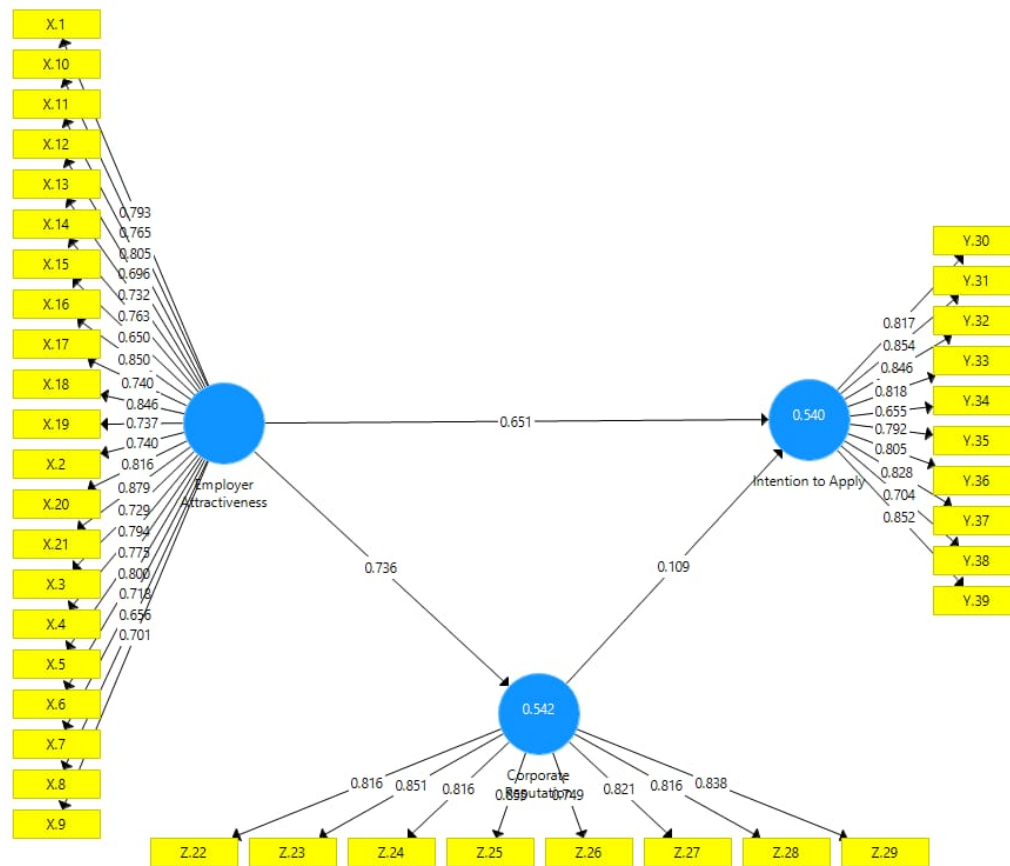 X.1
X.10
X.11
X.12
X.13
X.14
X.15
X.16
X.17
X.18
X.19
X.2
X.20
X.21
X.3
X.4
X.5
X.6
X.7
X.8
X.9
0.793
0.765
0.805
0.696
0.732
0.763
0.650
0.850
0.740
0.846
0.737
0.740
0.816
0.879
0.729
0.794
0.775
0.800
0.718
0.656
0.701
Employer
Attractiveness
0.651
0.736
0.109
0.540
Intention to Apply
0.817
0.854
0.846
0.818
0.655
0.792
0.805
0.828
0.704
0.852
Y.30
Y.31
Y.32
Y.33
Y.34
Y.35
Y.36
Y.37
Y.38
Y.39
0.542
Corporate
Reputation
0.816
0.851
0.816
0.749
0.821
0.816
0.838
Z.22
Z.23
Z.24
Z.25
Z.26
Z.27
Z.28
Z.29